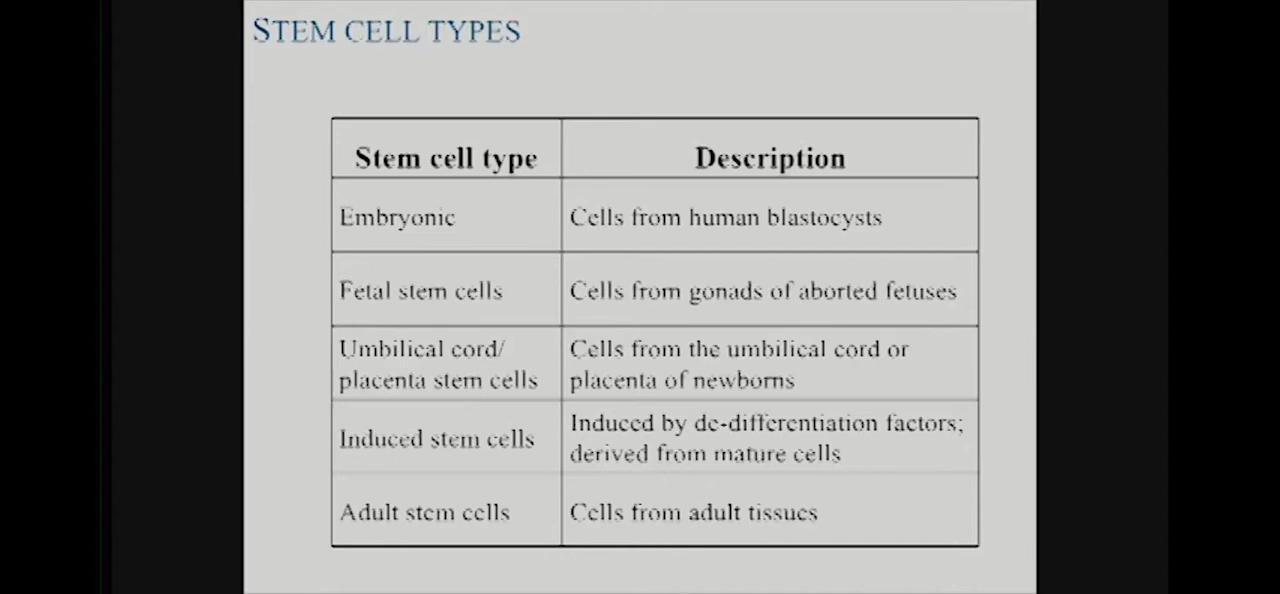 STEM CELL TYPES
Stem cell type
Description
Embryonic
Cells from human blastocysts
Fetal stem cells
Cells from gonads of aborted fetuses
Umbilical cord/
placenta stem cells
Cells from the umbilical cord or
placenta of newborns
Induced stem cells
Induced by de-differentiation factors;
derived from mature cells
Adult stem cells
Cells from adult tissues